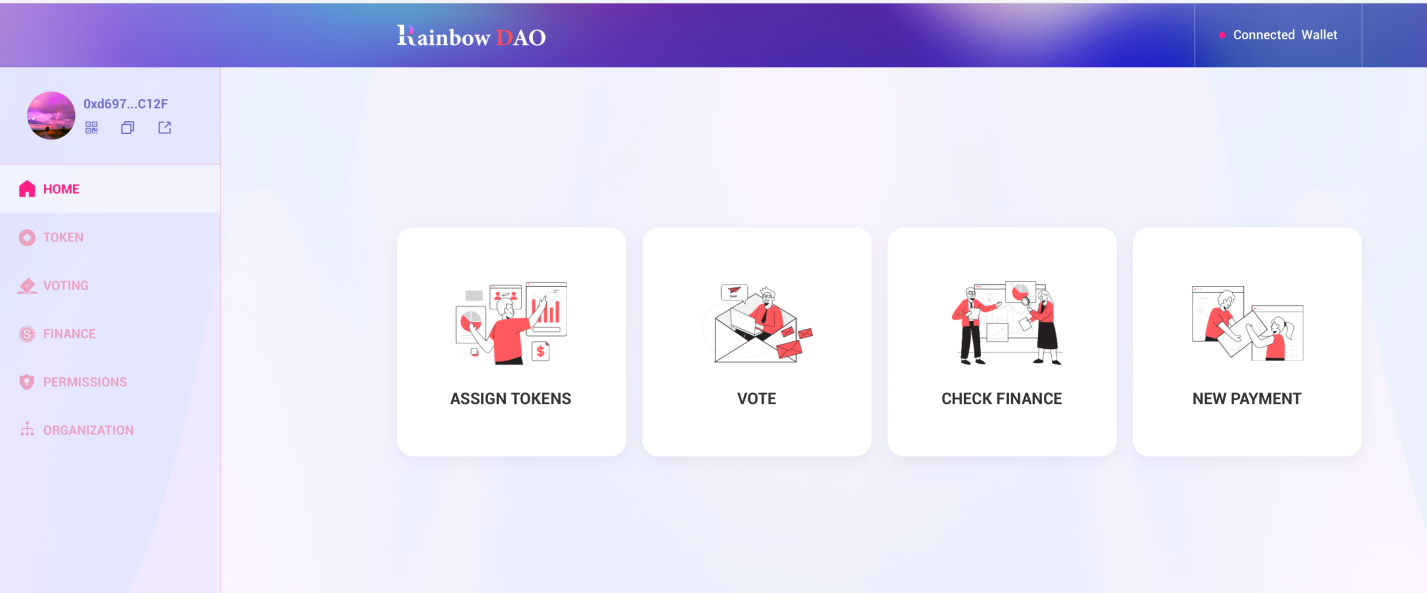 Rainbow DAO
Connected Wallet
0xd697...C12F
HOME
TOKEN
VOTING
FINANCE
PERMISSIONS
ORGANIZATION
ASSIGN TOKENS
VOTE
CHECK FINANCE
NEW PAYMENT